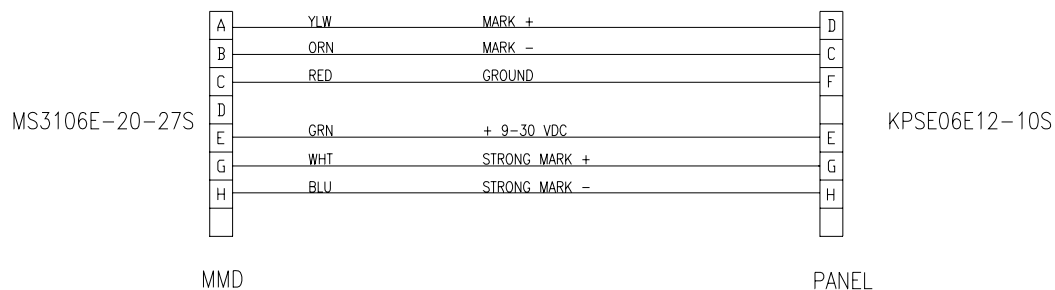 A YLW MARK + D
B ORN MARK - C
C RED GROUND F
D
MS3106E-20-27S KPSE06E12-10S
E GRN + 9-30 VDC E
G WHT STRONG MARK + G
H BLU STRONG MARK - H
MMD PANEL